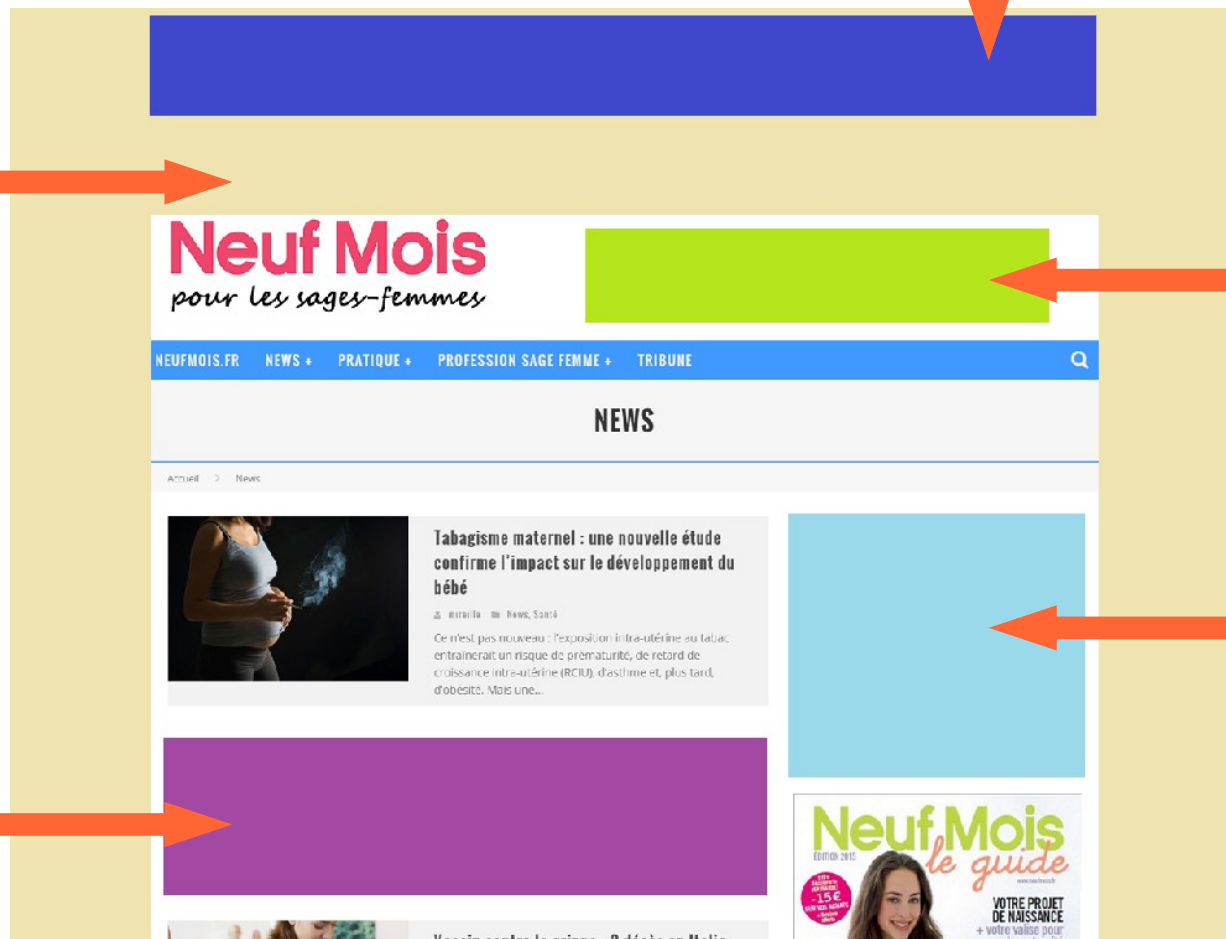 Neuf Mois
pour les sages-femmes
NEUFMOIS.FR NEWS + PRATIQUE + PROFESSION SAGE FEMME + TRIBUNE
NEWS
Accueil > News
Tabagisme maternel : une nouvelle étude
confirme l'impact sur le développement du
bébé
mireille News, Santé
Ce n'est pas nouveau : l'exposition intra-utérine au tabac
entraînerait un risque de prématurité, de retard de
croissance intra-utérine (RCIU), d'asthme et, plus tard,
d'obésité. Mais une...
Neuf Mois
ÉDITION 2015
le guide
-15€
VOTRE PROJET
DE NAISSANCE
+ votre valise pour